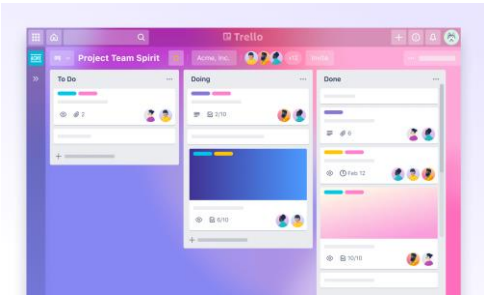 Trello
Project Team Spirit
Acme, Inc.
+12
Invite
To Do
2
Doing
2/10
6/10
Done
6
Feb 12
10/10